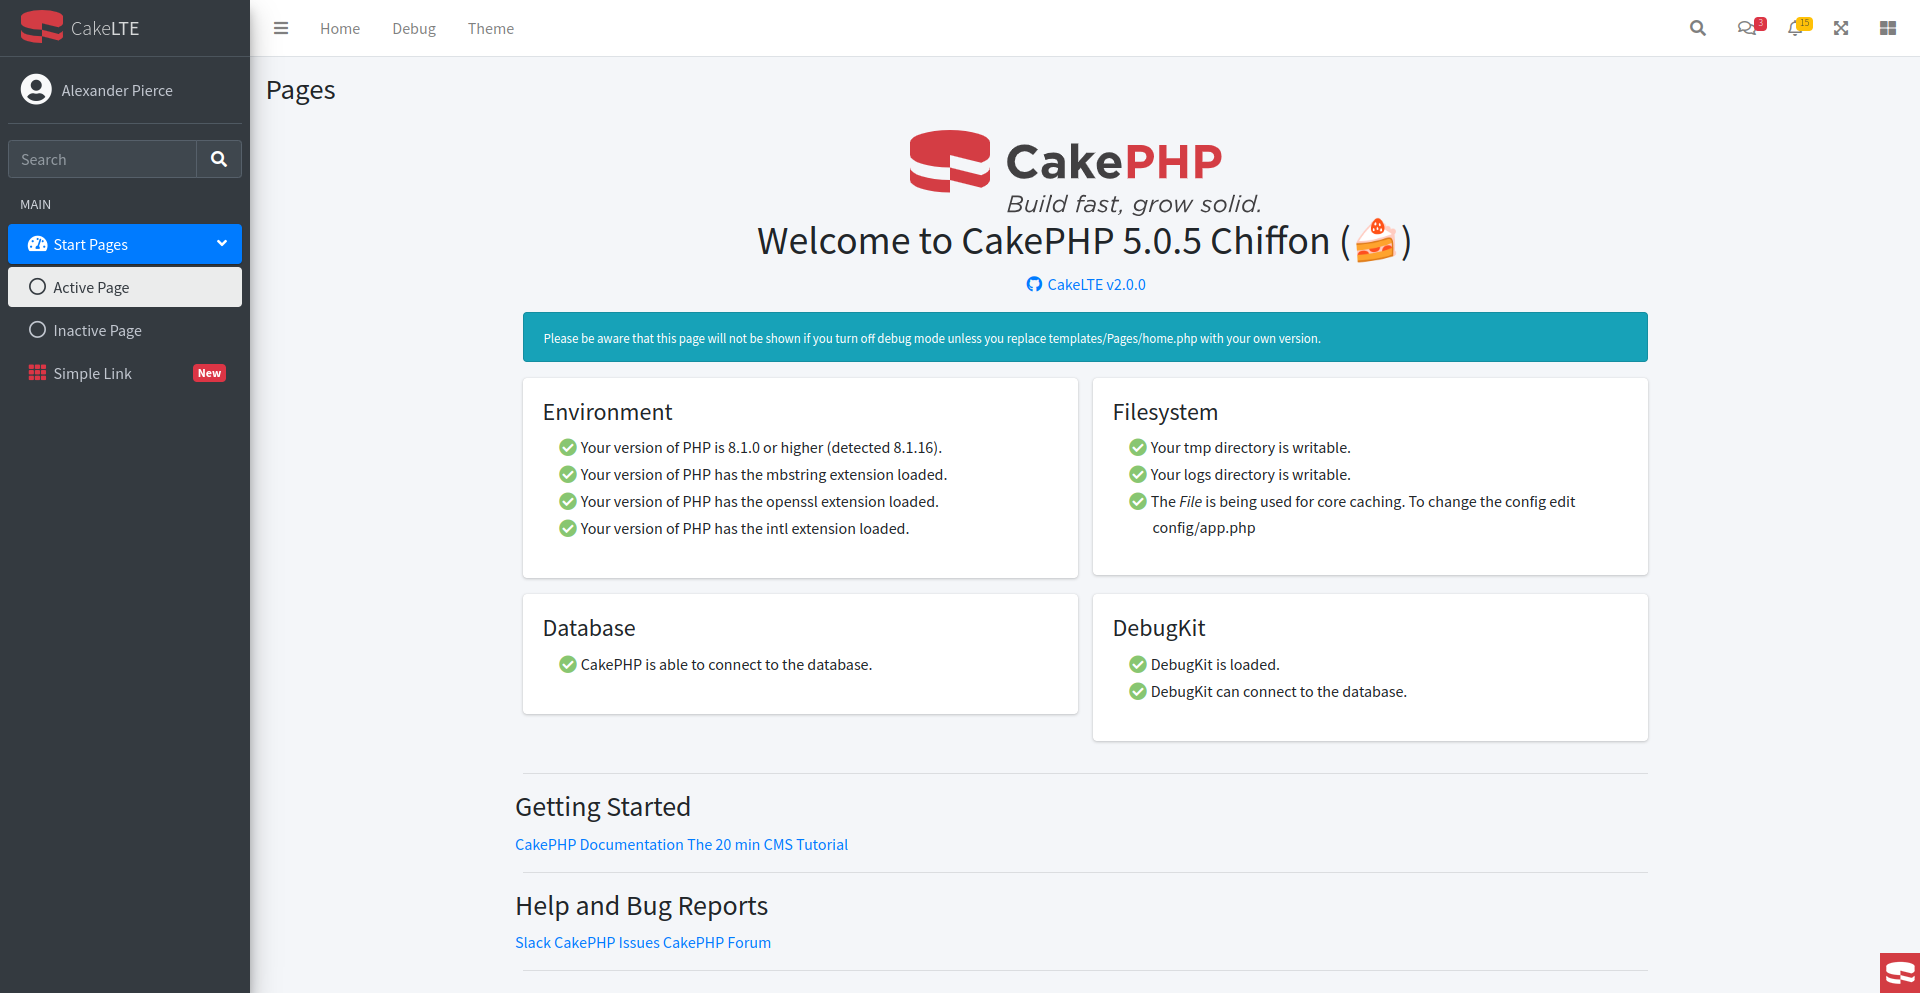 CakeLTE
Home
Debug
Theme
3
15
Alexander Pierce
Search
MAIN
Start Pages
Active Page
Inactive Page
Simple Link
New
Pages
CakePHP
Build fast, grow solid.
Welcome to CakePHP 5.0.5 Chiffon (🍰)
CakeLTE v2.0.0
Please be aware that this page will not be shown if you turn off debug mode unless you replace templates/Pages/home.php with your own version.
Environment
Your version of PHP is 8.1.0 or higher (detected 8.1.16).
Your version of PHP has the mbstring extension loaded.
Your version of PHP has the openssl extension loaded.
Your version of PHP has the intl extension loaded.
Filesystem
Your tmp directory is writable.
Your logs directory is writable.
The File is being used for core caching. To change the config edit
config/app.php
Database
CakePHP is able to connect to the database.
DebugKit
DebugKit is loaded.
DebugKit can connect to the database.
Getting Started
CakePHP Documentation The 20 min CMS Tutorial
Help and Bug Reports
Slack CakePHP Issues CakePHP Forum